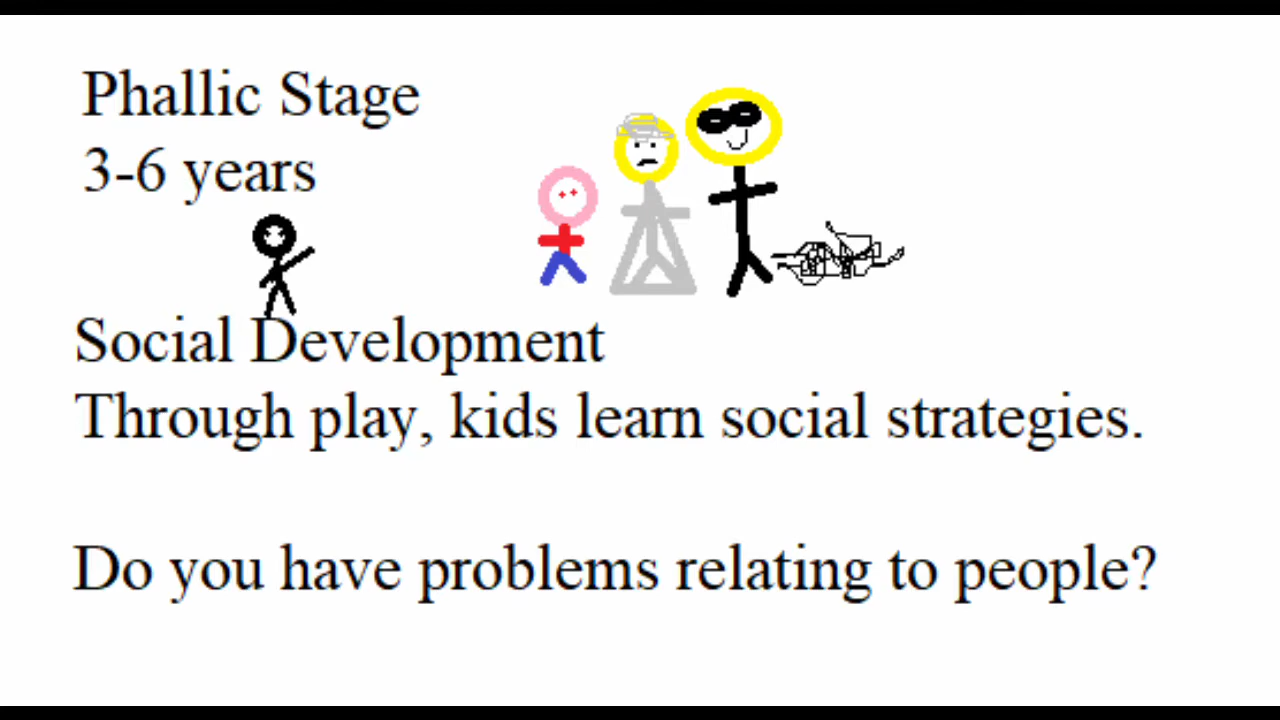 Phallic Stage
3-6 years
Social Development
Through play, kids learn social strategies.
Do you have problems relating to people?